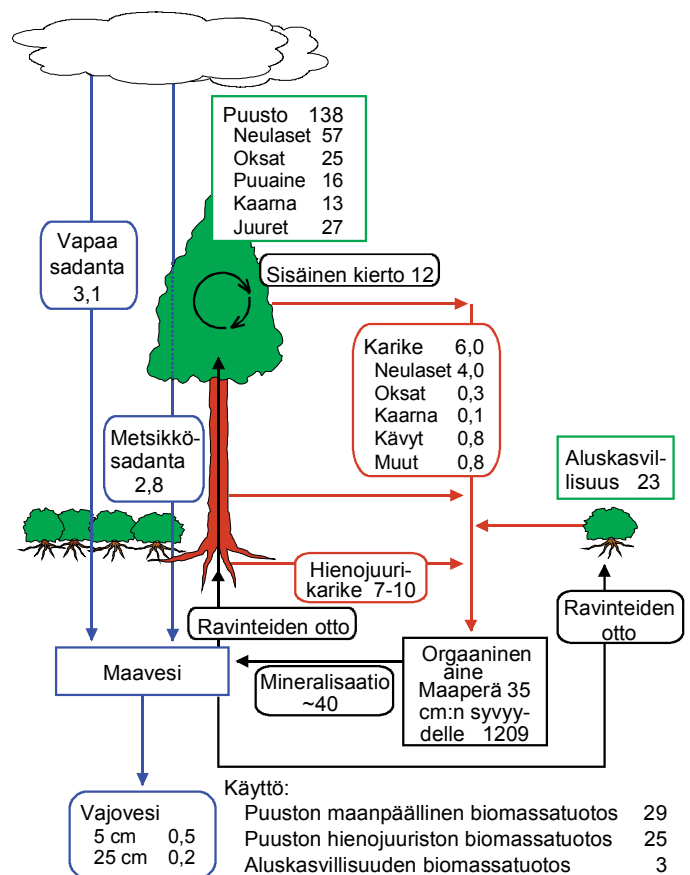 Puusto 138
Neulaset 57
Oksat 25
Puuaine 16
Kaarna 13
Juuret 27
Vapaa
sadanta
3,1
Sisäinen kierto 12
Karike 6,0
Neulaset 4,0
Oksat 0,3
Kaarna 0,1
Kävyt 0,8
Muut 0,8
Metsikkö-
sadanta
2,8
Aluskasvil-
lisuus 23
Hienojuuri-
karike 7-10
Ravinteiden otto
Ravinteiden
otto
Maavesi
Mineralisaatio
~40
Orgaaninen
aine
Maaperä 35
cm:n syvyy-
delle 1209
Vajovesi
5 cm 0,5
25 cm 0,2
Käyttö:
Puuston maanpäällinen biomassatuotos 29
Puuston hienojuuriston biomassatuotos 25
Aluskasvillisuuden biomassatuotos 3